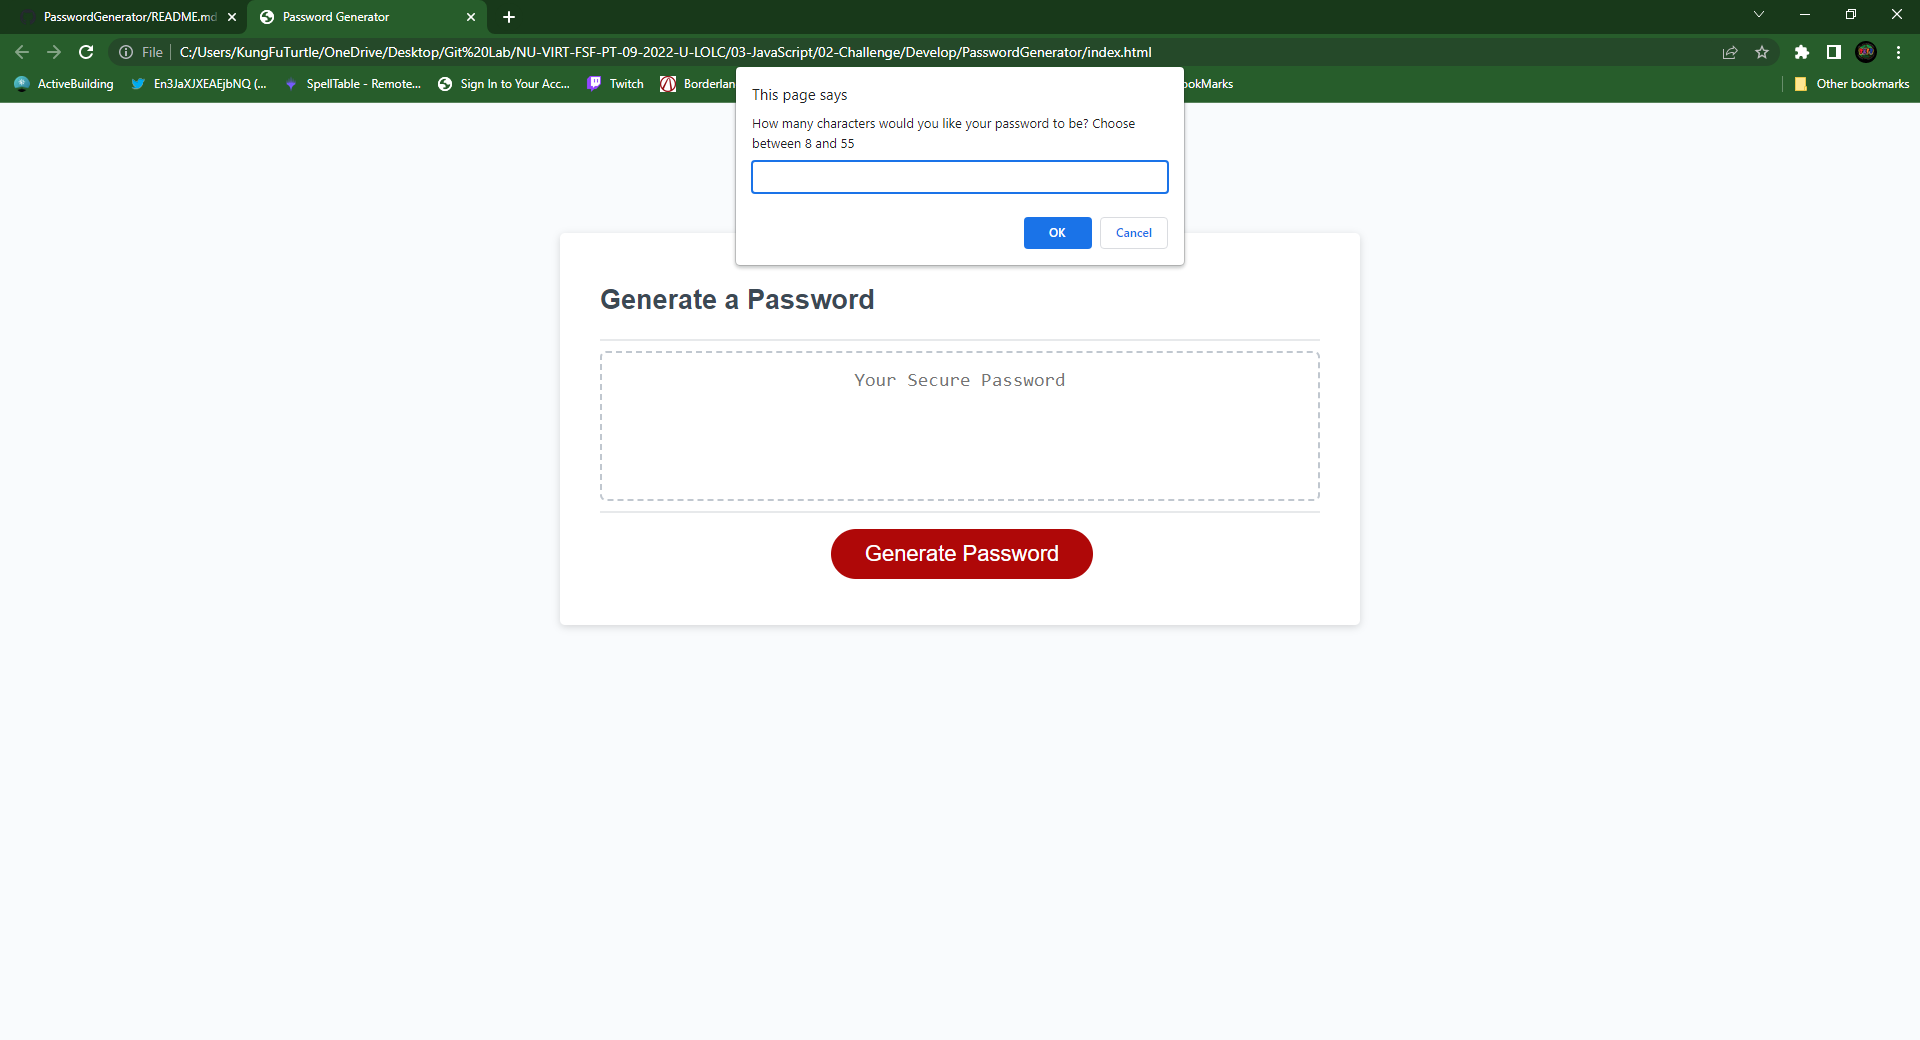 PasswordGenerator/README.md
Password Generator
File
C:/Users/KungFuTurtle/OneDrive/Desktop/Git%20Lab/NU-VIRT-FSF-PT-09-2022-U-LOLC/03-JavaScript/02-Challenge/Develop/PasswordGenerator/index.html
ActiveBuilding
En3JaXJXEAEjbNQ (...
SpellTable - Remote...
Sign In to Your Acc...
Twitch
Borderlan
ookMarks
Other bookmarks
This page says
How many characters would you like your password to be? Choose
between 8 and 55
OK
Cancel
Generate a Password
Your Secure Password
Generate Password